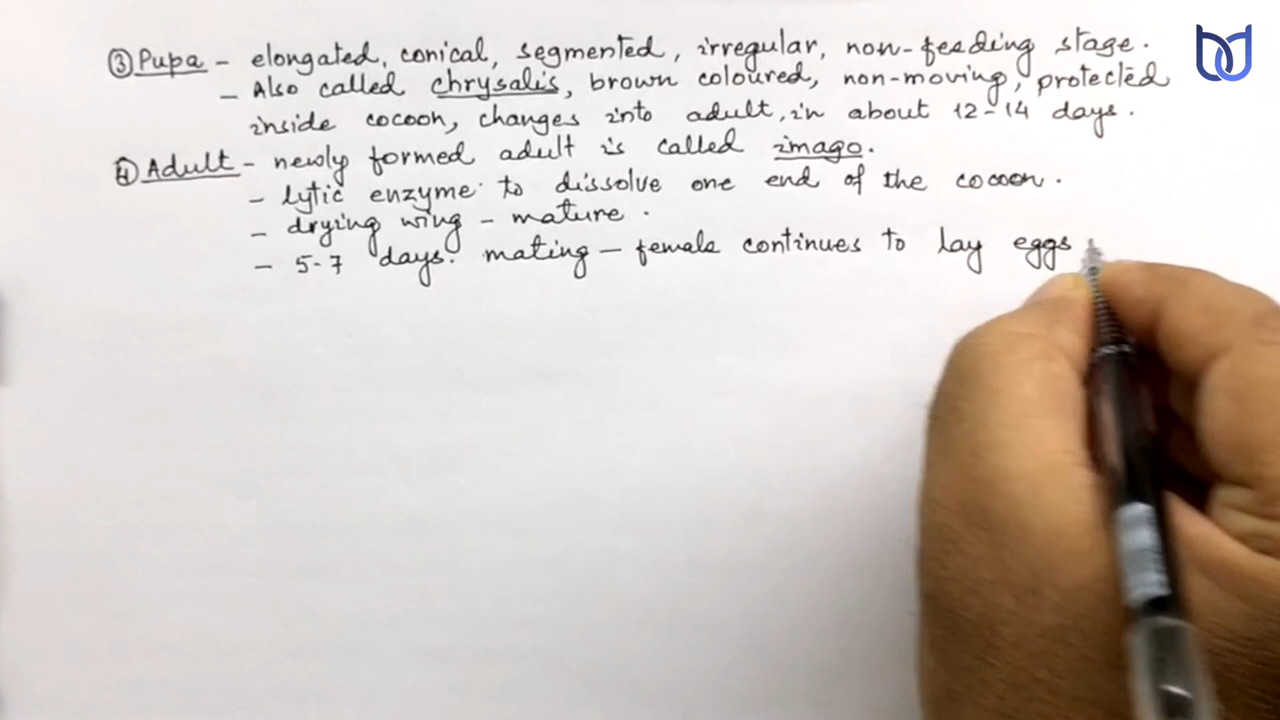 ③ Pupa - elongated, conical, segmented, irregular, non-feeding stage.
- Also called chrysalis, brown coloured, non-moving, protected
inside cocoon, changes into adult, in about 12-14 days.
④ Adult - newly formed adult is called imago.
- lytic enzyme to dissolve one end of the cocoon.
- drying wing - mature.
- 5-7 days. mating - female continues to lay eggs